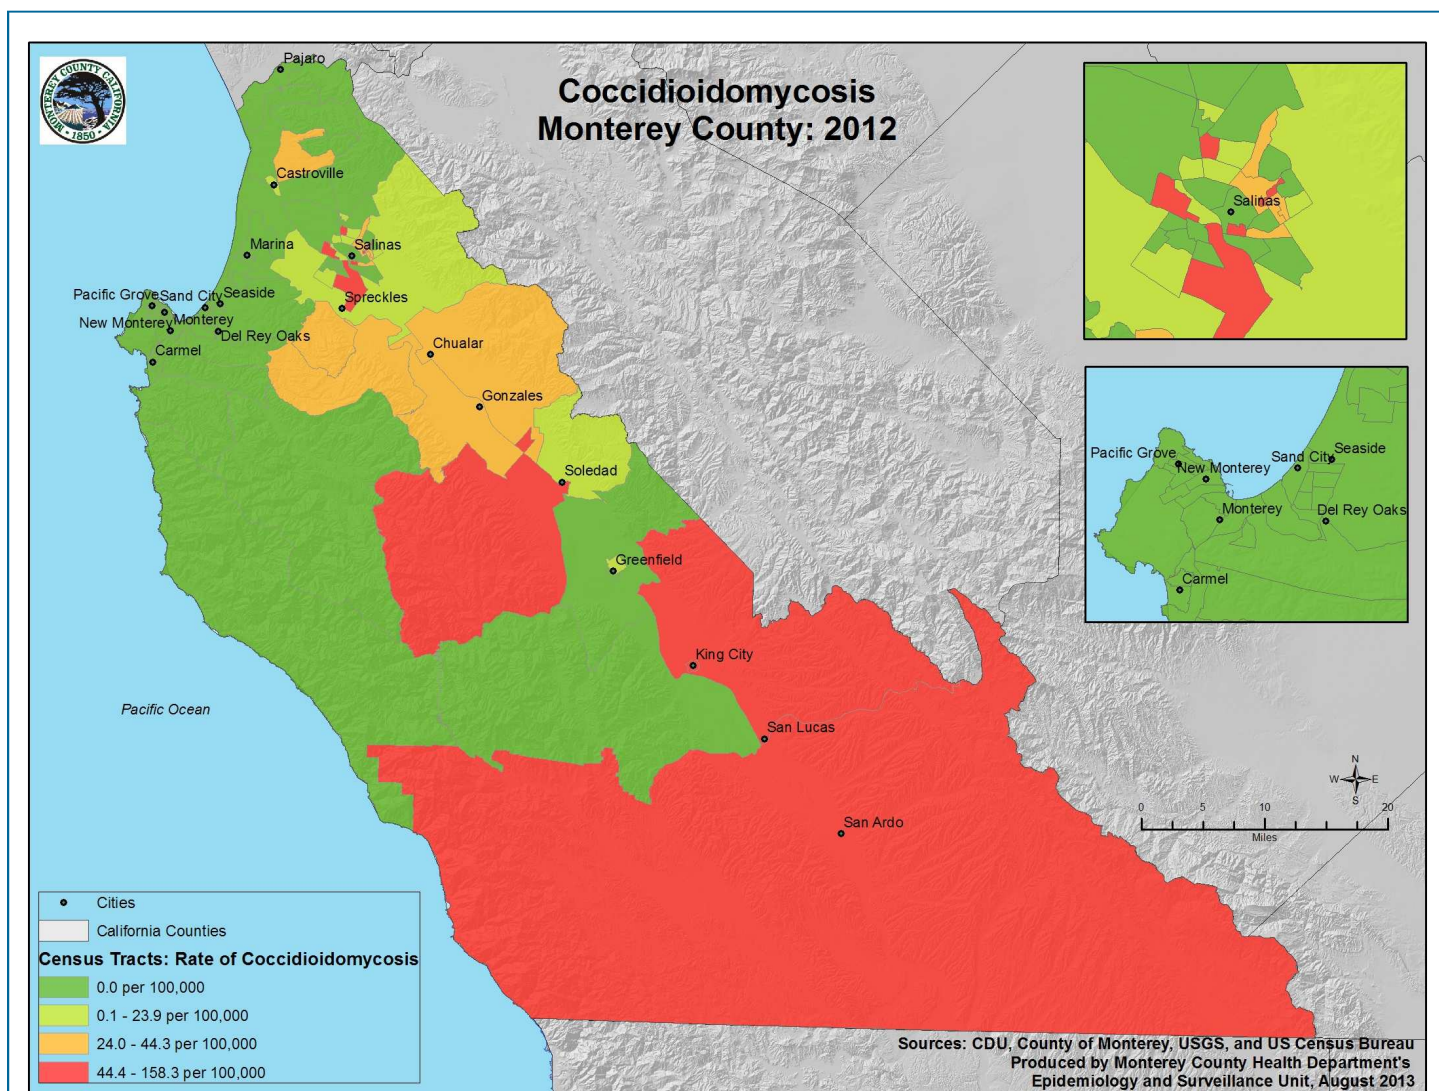 Coccidioidomycosis
Monterey County: 2012
MONTEREY COUNTY CALIFORNIA
1850
Pajaro
Castroville
Marina
Salinas
Pacific Grove
Sand City
Seaside
Spreckles
New Monterey
Monterey
Del Rey Oaks
Carmel
Chualar
Gonzales
Soledad
Greenfield
King City
San Lucas
San Ardo
Pacific Ocean
Salinas
Pacific Grove
New Monterey
Sand City
Seaside
Monterey
Del Rey Oaks
Carmel
N
W E
S
0 5 10 20
Miles
Cities
California Counties
Census Tracts: Rate of Coccidioidomycosis
0.0 per 100,000
0.1 - 23.9 per 100,000
24.0 - 44.3 per 100,000
44.4 - 158.3 per 100,000
Sources: CDU, County of Monterey, USGS, and US Census Bureau
Produced by Monterey County Health Department's
Epidemiology and Surveillance Unit, August 2013